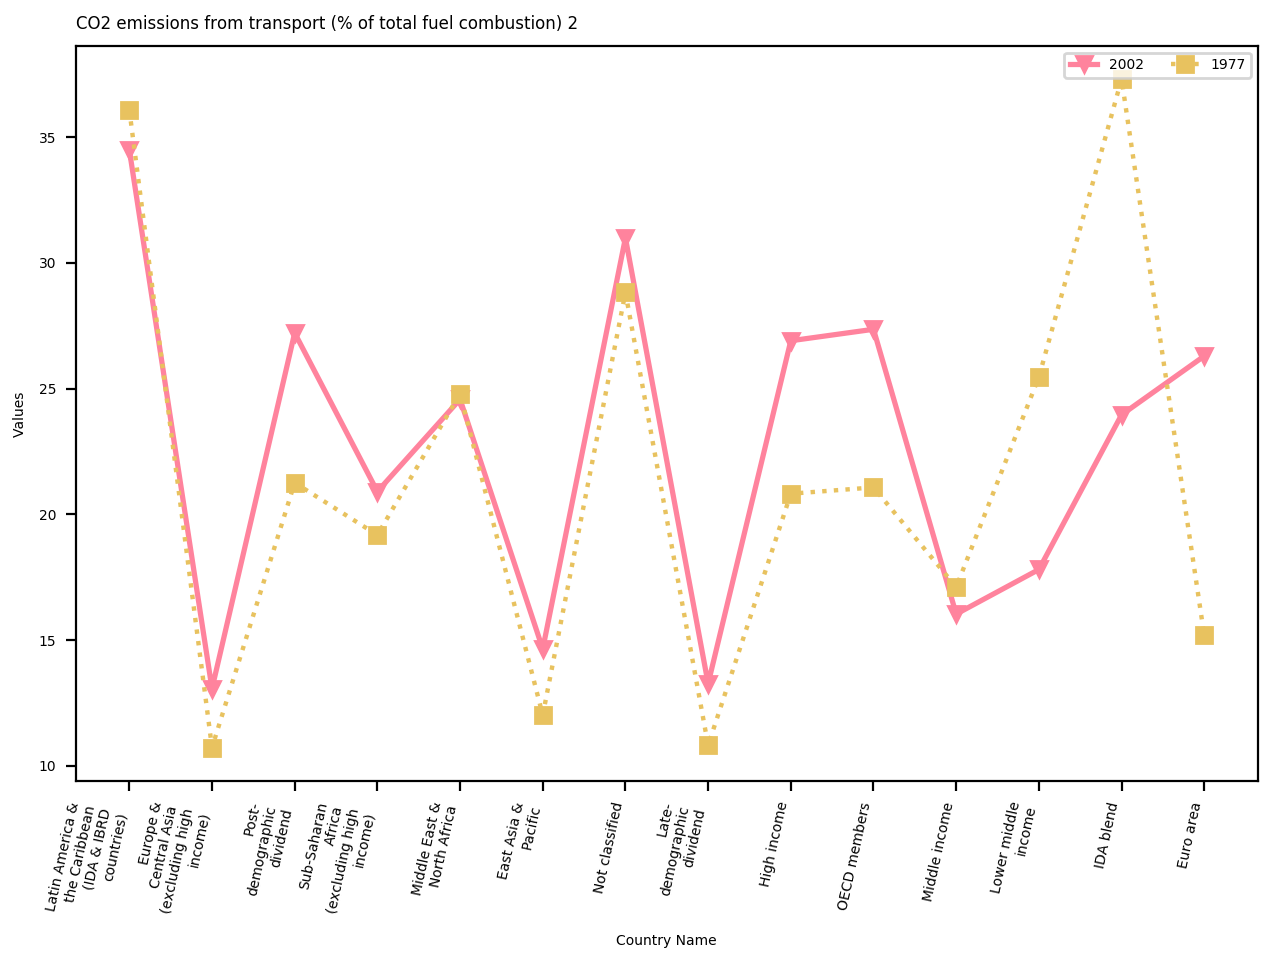 CO2 emissions from transport (% of total fuel combustion) 2
2002
1977
35
30
25
20
15
10
Values
Latin America &
the Caribbean
(IDA & IBRD
countries)
Europe &
Central Asia
(excluding high
income)
Post-
demographic
dividend
Sub-Saharan
Africa
(excluding high
income)
Middle East &
North Africa
East Asia &
Pacific
Not classified
Late-
demographic
dividend
High income
OECD members
Middle income
Lower middle
income
IDA blend
Euro area
Country Name